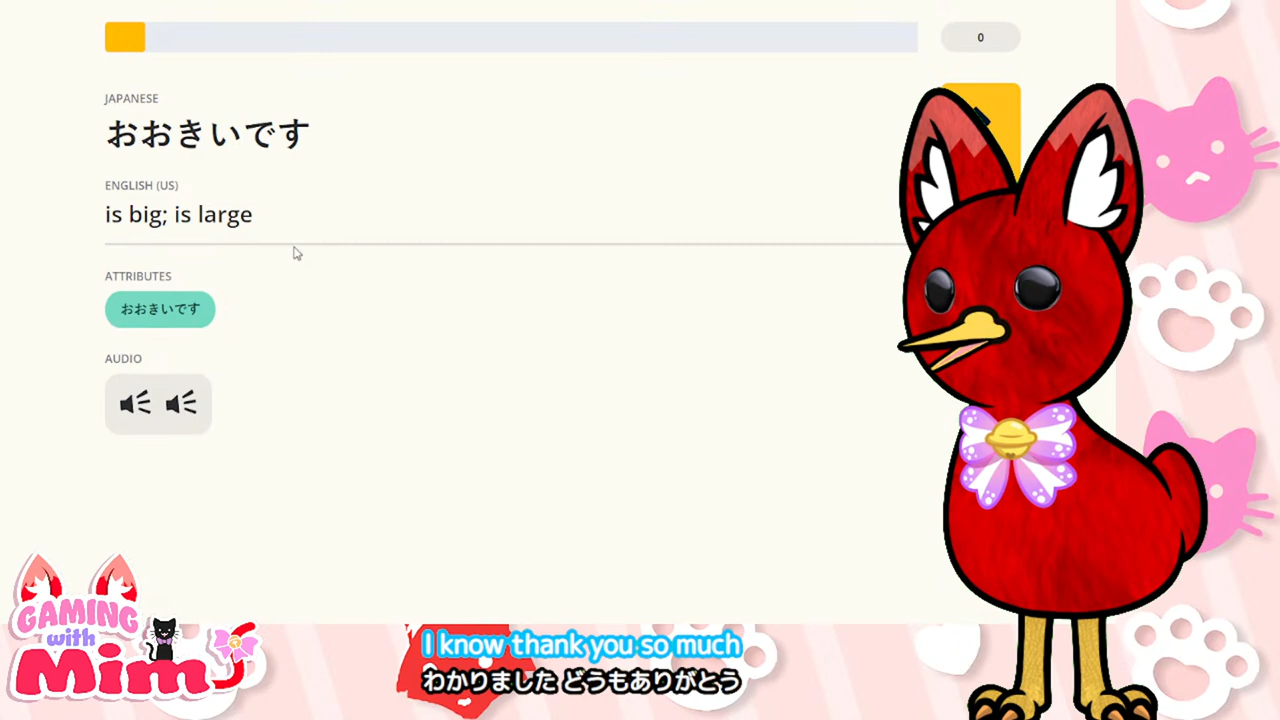 0
JAPANESE
おおきいです
ENGLISH (US)
is big; is large
ATTRIBUTES
おおきいです
AUDIO
GAMING
with
Mim
I know thank you so much
わかりました どうもありがとう